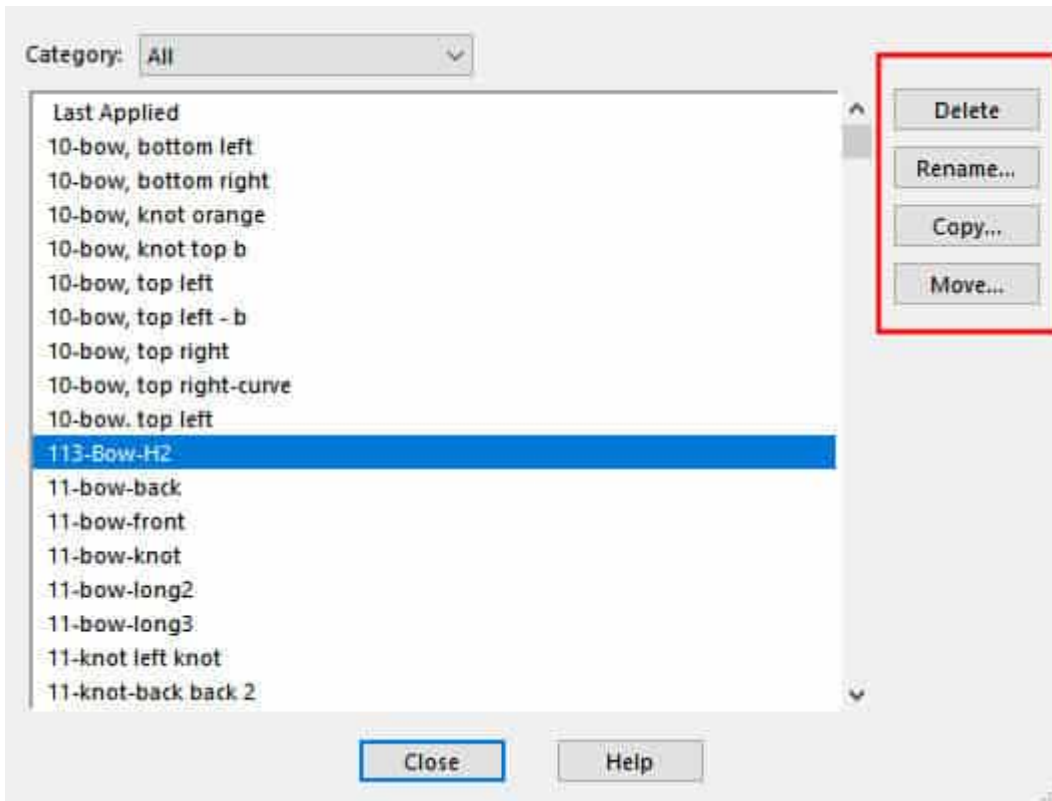 Category: All
Last Applied
10-bow, bottom left
10-bow, bottom right
10-bow, knot orange
10-bow, knot top b
10-bow, top left
10-bow, top left - b
10-bow, top right
10-bow, top right-curve
10-bow. top left
113-Bow-H2
11-bow-back
11-bow-front
11-bow-knot
11-bow-long2
11-bow-long3
11-knot left knot
11-knot-back back 2
Delete
Rename...
Copy...
Move...
Close Help